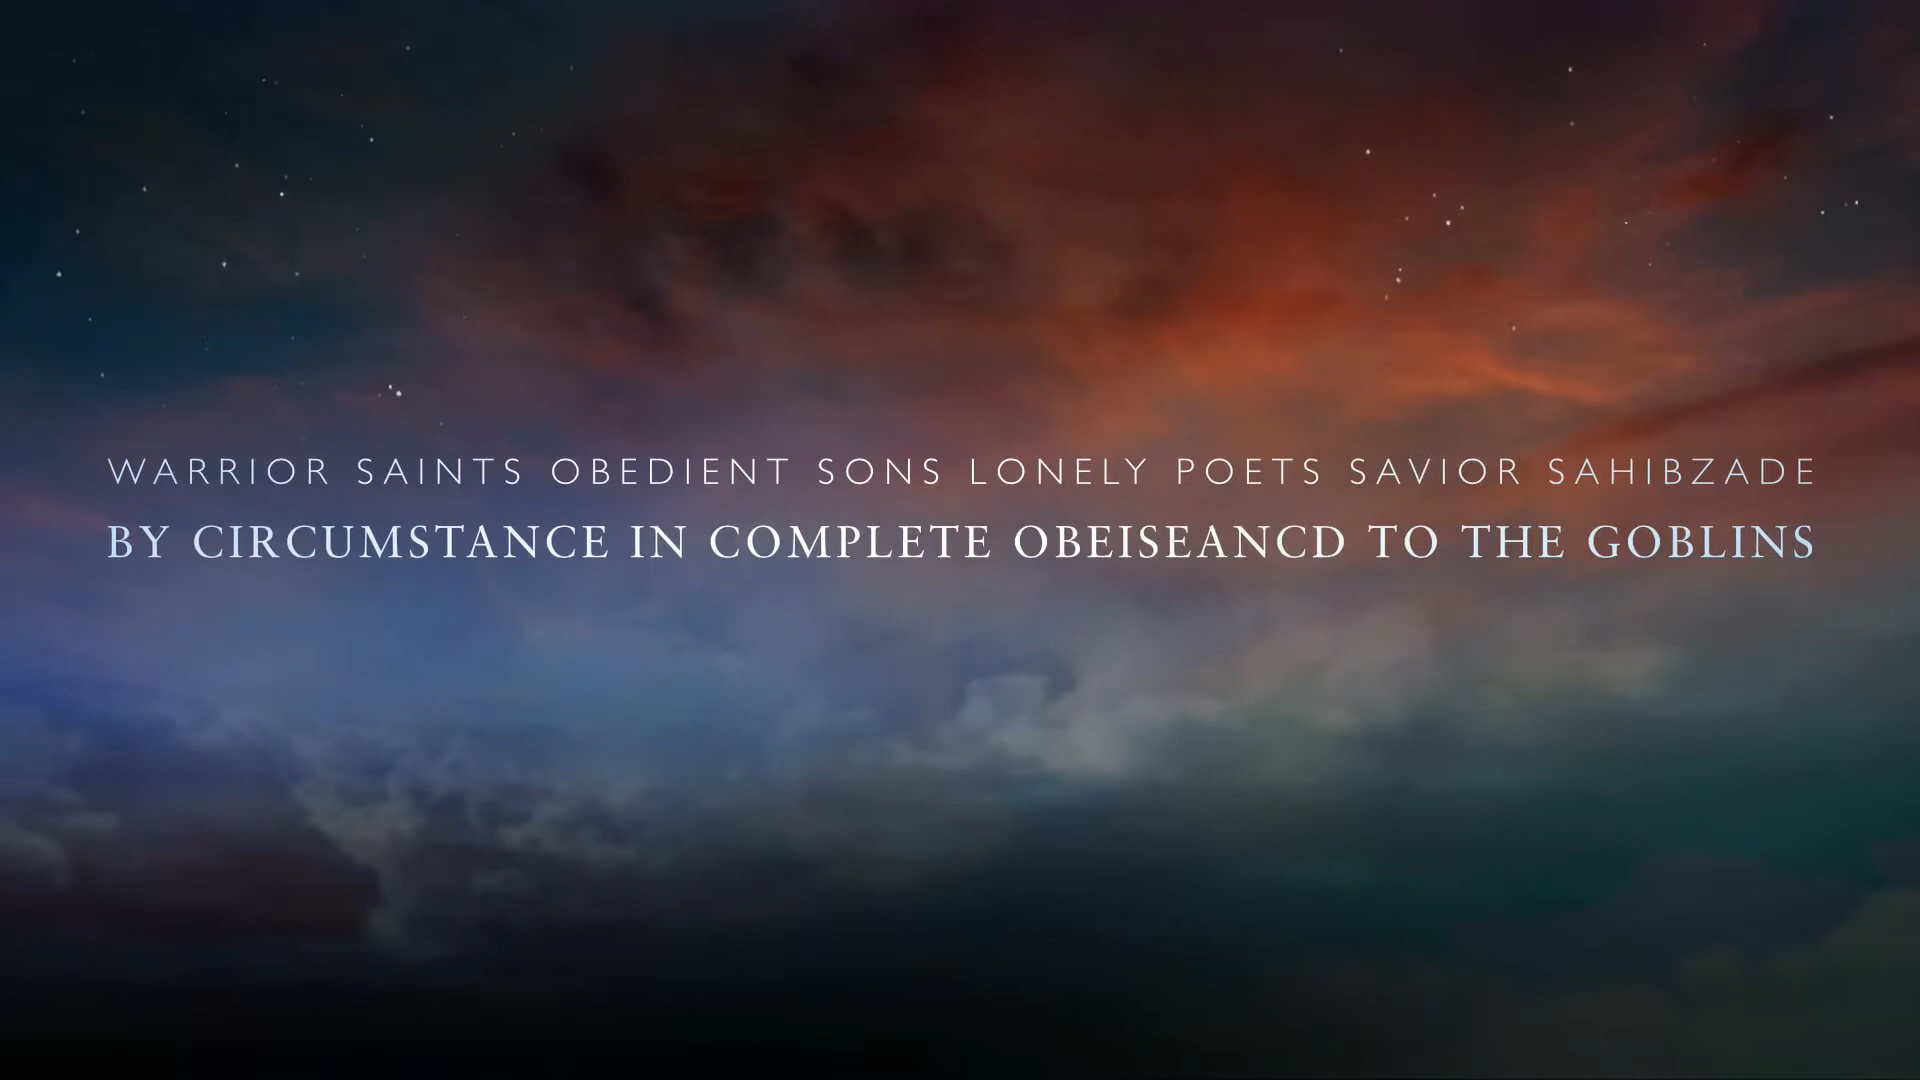 WARRIOR SAINTS OBEDIENT SONS LONELY POETS SAVIOR SAHIBZADE
BY CIRCUMSTANCE IN COMPLETE OBEISEANCD TO THE GOBLINS